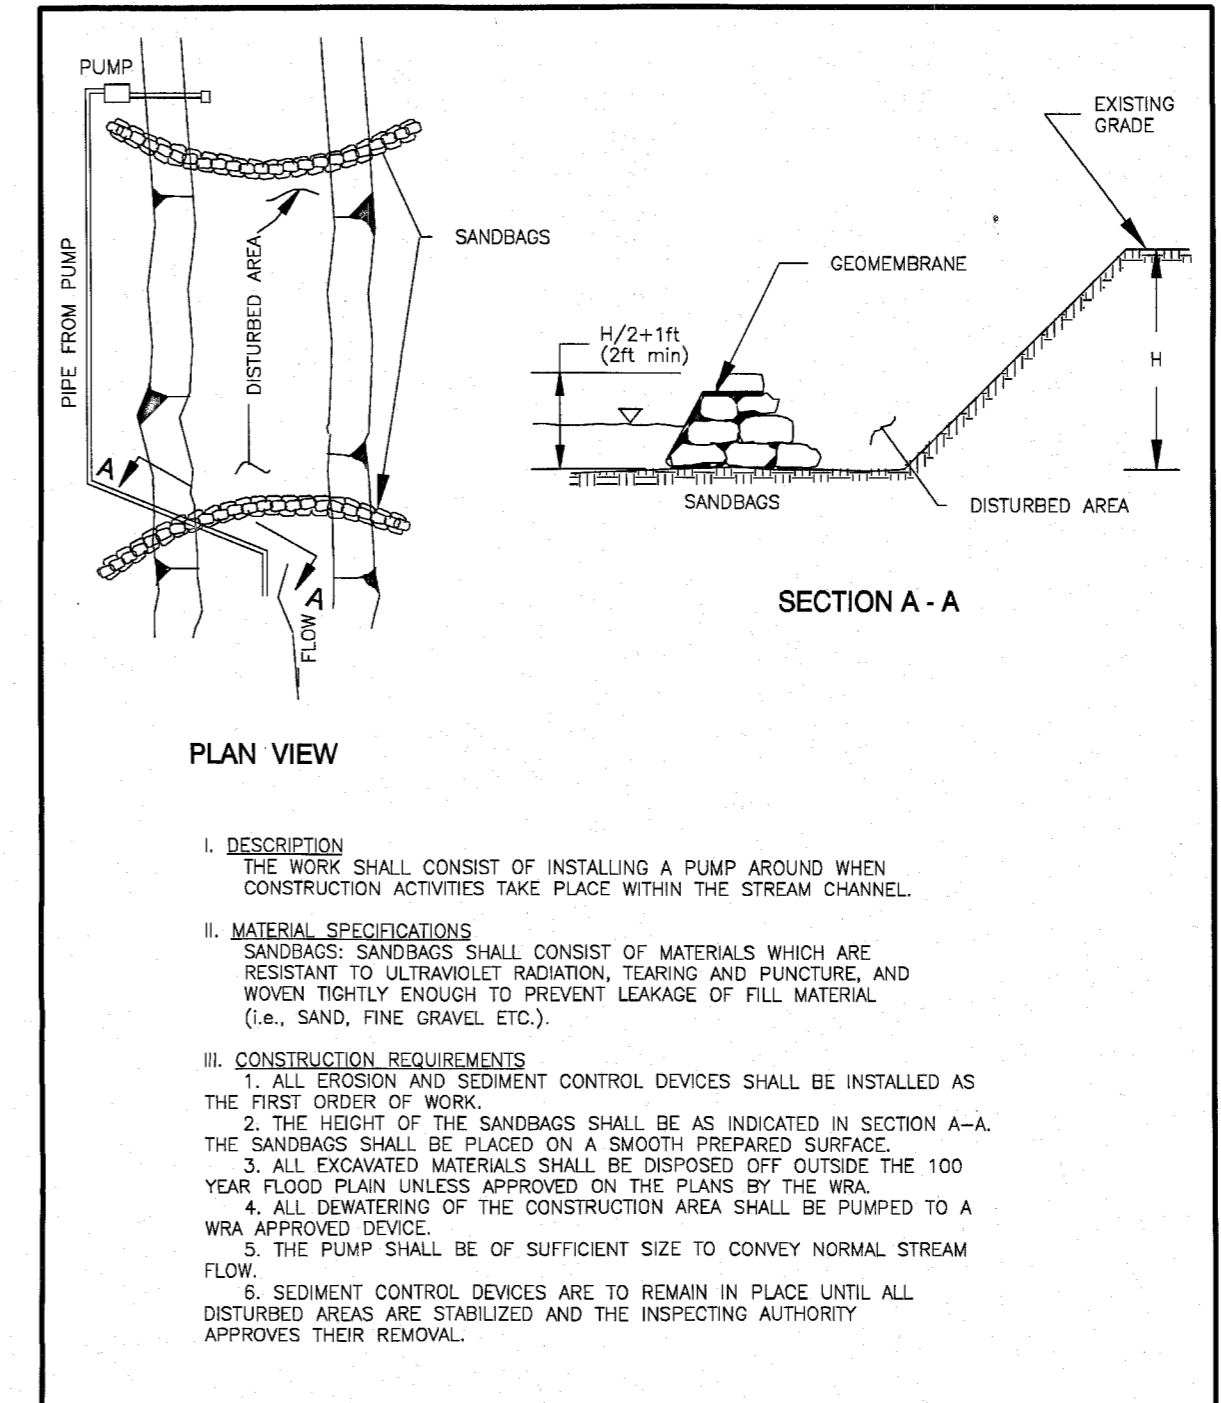 PUMP
PIPE FROM PUMP
DISTURBED AREA
SANDBAGS
A
A
FLOW
PLAN VIEW
EXISTING
GRADE
GEOMEMBRANE
H/2+1ft
(2ft min)
H
SANDBAGS
DISTURBED AREA
SECTION A - A
I. DESCRIPTION
THE WORK SHALL CONSIST OF INSTALLING A PUMP AROUND WHEN
CONSTRUCTION ACTIVITIES TAKE PLACE WITHIN THE STREAM CHANNEL.
II. MATERIAL SPECIFICATIONS
SANDBAGS: SANDBAGS SHALL CONSIST OF MATERIALS WHICH ARE
RESISTANT TO ULTRAVIOLET RADIATION, TEARING AND PUNCTURE, AND
WOVEN TIGHTLY ENOUGH TO PREVENT LEAKAGE OF FILL MATERIAL
(i.e., SAND, FINE GRAVEL ETC.).
III. CONSTRUCTION REQUIREMENTS
1. ALL EROSION AND SEDIMENT CONTROL DEVICES SHALL BE INSTALLED AS
THE FIRST ORDER OF WORK.
2. THE HEIGHT OF THE SANDBAGS SHALL BE AS INDICATED IN SECTION A-A.
THE SANDBAGS SHALL BE PLACED ON A SMOOTH PREPARED SURFACE.
3. ALL EXCAVATED MATERIALS SHALL BE DISPOSED OFF OUTSIDE THE 100
YEAR FLOOD PLAIN UNLESS APPROVED ON THE PLANS BY THE WRA.
4. ALL DEWATERING OF THE CONSTRUCTION AREA SHALL BE PUMPED TO A
WRA APPROVED DEVICE.
5. THE PUMP SHALL BE OF SUFFICIENT SIZE TO CONVEY NORMAL STREAM
FLOW.
6. SEDIMENT CONTROL DEVICES ARE TO REMAIN IN PLACE UNTIL ALL
DISTURBED AREAS ARE STABILIZED AND THE INSPECTING AUTHORITY
APPROVES THEIR REMOVAL.